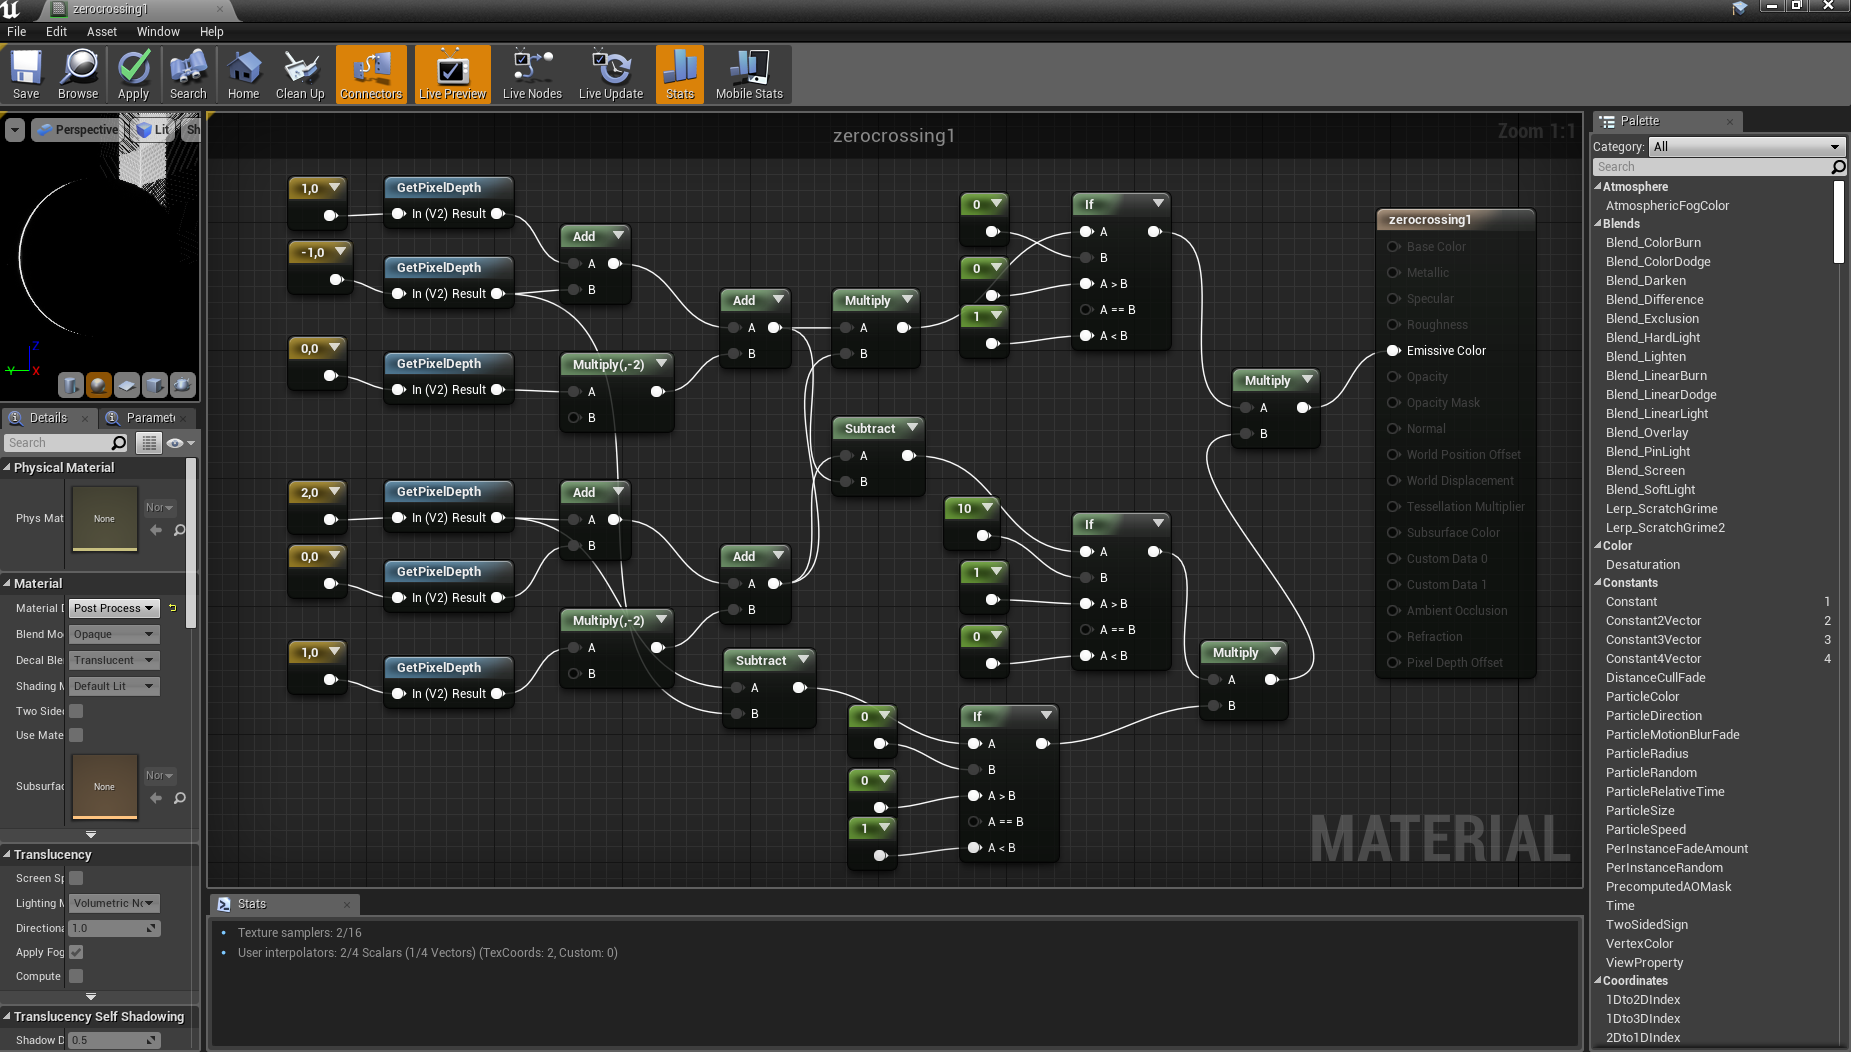 zerocrossing1
File Edit Asset Window Help
Save Browse Apply Search Home Clean Up Connectors Live Preview Live Nodes Live Update Stats Mobile Stats
Perspective Lit Sh
Z
Y X
Details Paramet
Search
Physical Material
Phys Mat None Nor
Material
Material D Post Process
Blend Mo Opaque
Decal Ble Translucent
Shading M Default Lit
Two Sided
Use Mate
Subsurfac None Nor
Translucency
Screen Sp
Lighting M Volumetric No
Directiona 1.0
Apply Fog
Compute
Translucency Self Shadowing
Shadow D 0.5
zerocrossing1
Zoom 1:1
1,0
GetPixelDepth
In (V2) Result
-1,0
GetPixelDepth
In (V2) Result
Add
A
B
0,0
GetPixelDepth
In (V2) Result
Multiply(,-2)
A
B
Add
A
B
Multiply
A
B
2,0
GetPixelDepth
In (V2) Result
0,0
GetPixelDepth
In (V2) Result
Add
A
B
1,0
GetPixelDepth
In (V2) Result
Multiply(,-2)
A
B
Add
A
B
Subtract
A
B
Subtract
A
B
0
0
1
If
A
B
A > B
A == B
A < B
10
1
0
If
A
B
A > B
A == B
A < B
0
0
1
If
A
B
A > B
A == B
A < B
Multiply
A
B
Multiply
A
B
zerocrossing1
Base Color
Metallic
Specular
Roughness
Emissive Color
Opacity
Opacity Mask
Normal
World Position Offset
World Displacement
Tessellation Multiplier
Subsurface Color
Custom Data 0
Custom Data 1
Ambient Occlusion
Refraction
Pixel Depth Offset
MATERIAL
Stats
Texture samplers: 2/16
User interpolators: 2/4 Scalars (1/4 Vectors) (TexCoords: 2, Custom: 0)
Palette
Category: All
Search
Atmosphere
AtmosphericFogColor
Blends
Blend_ColorBurn
Blend_ColorDodge
Blend_Darken
Blend_Difference
Blend_Exclusion
Blend_HardLight
Blend_Lighten
Blend_LinearBurn
Blend_LinearDodge
Blend_LinearLight
Blend_Overlay
Blend_PinLight
Blend_Screen
Blend_SoftLight
Lerp_ScratchGrime
Lerp_ScratchGrime2
Color
Desaturation
Constants
Constant 1
Constant2Vector 2
Constant3Vector 3
Constant4Vector 4
DistanceCullFade
ParticleColor
ParticleDirection
ParticleMotionBlurFade
ParticleRadius
ParticleRandom
ParticleRelativeTime
ParticleSize
ParticleSpeed
PerInstanceFadeAmount
PerInstanceRandom
PrecomputedAOMask
Time
TwoSidedSign
VertexColor
ViewProperty
Coordinates
1Dto2DIndex
1Dto3DIndex
2Dto1DIndex